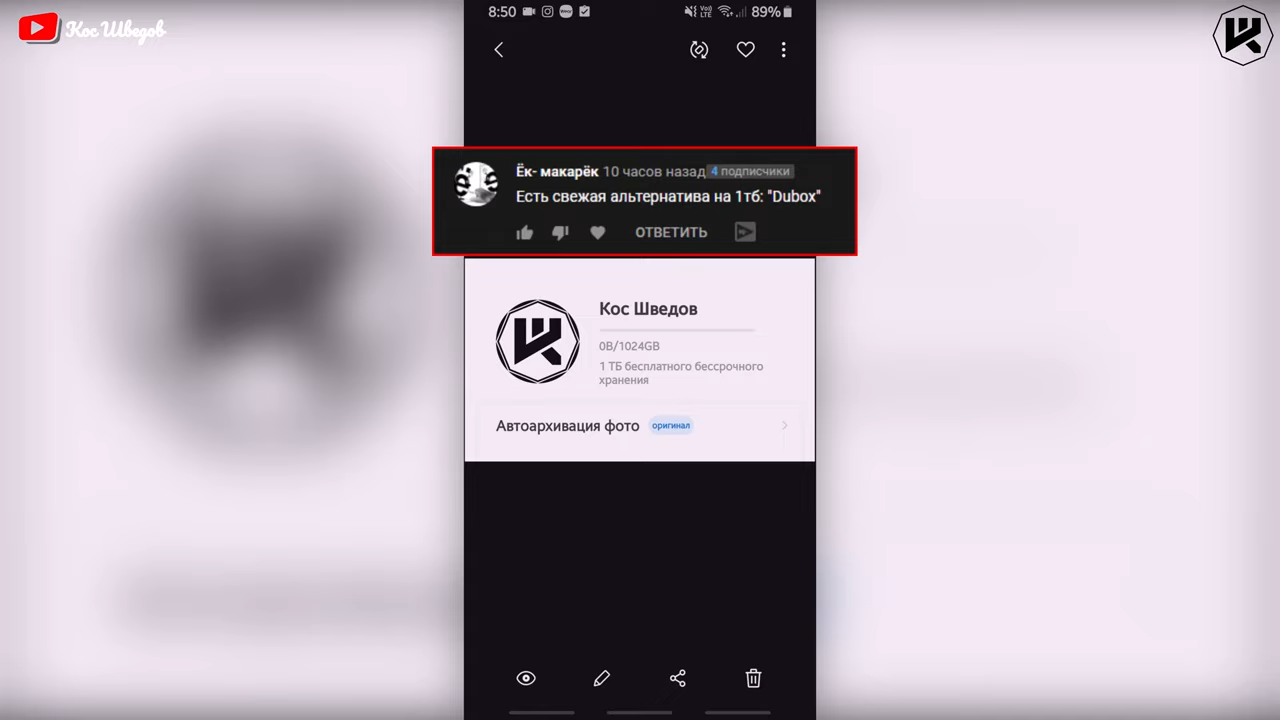 Кос Шведов
8:50
89%
Ёк- макарёк 10 часов назад 4 подписчики
Есть свежая альтернатива на 1тб: "Dubox"
ОТВЕТИТЬ
Кос Шведов
0B/1024GB
1 ТБ бесплатного бессрочного
хранения
Автоархивация фото оригинал